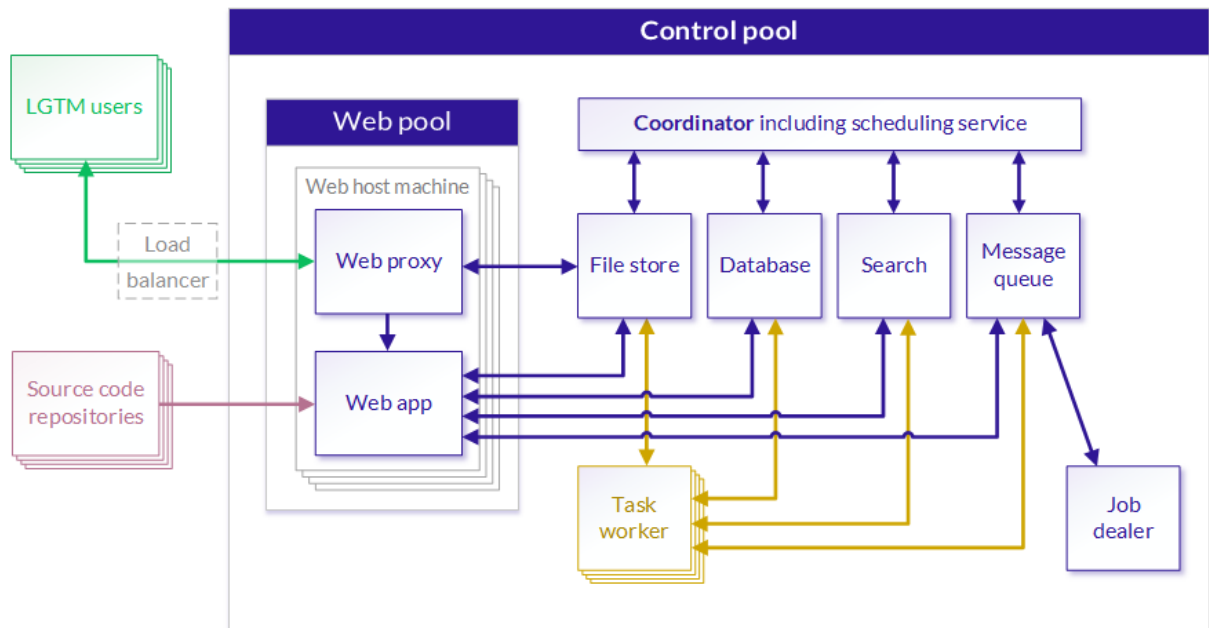 Control pool
LGTM users
Web pool
Coordinator including scheduling service
Web host machine
Load
balancer
Web proxy
File store
Database
Search
Message
queue
Source code
repositories
Web app
Task
worker
Job
dealer